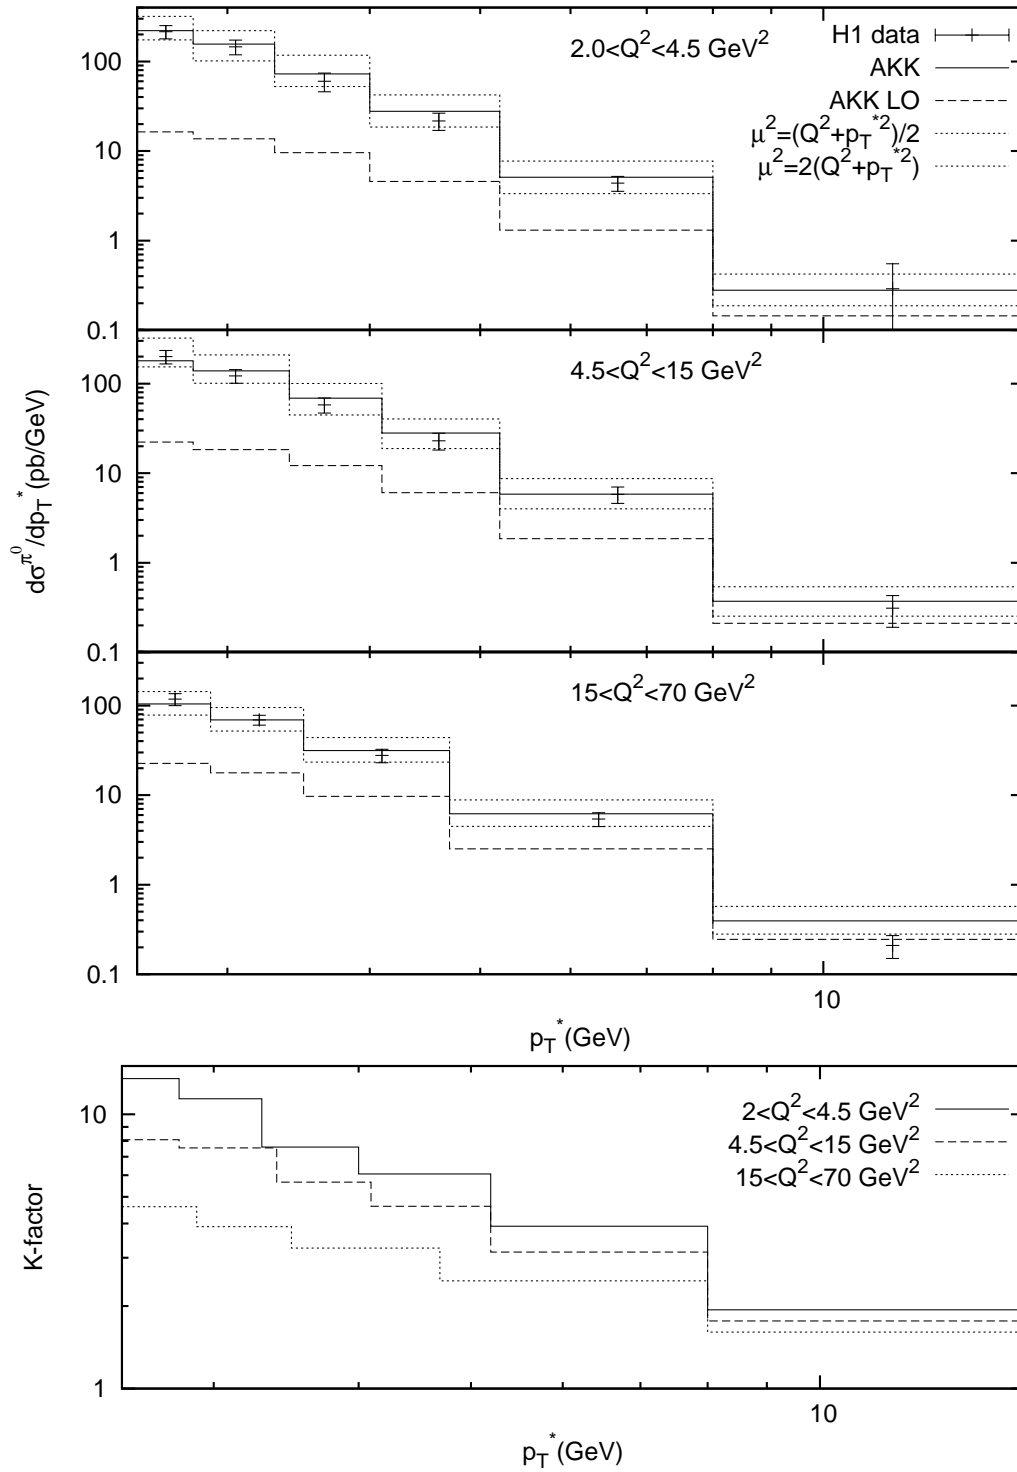 2.0<Q²<4.5 GeV²
H1 data
AKK
AKK LO
μ²=(Q²+p_T*²)/2
μ²=2(Q²+p_T*²)
100
10
1
0.1
4.5<Q²<15 GeV²
100
10
1
0.1
dσ^π⁰/dp_T* (pb/GeV)
15<Q²<70 GeV²
100
10
1
0.1
10
p_T* (GeV)
2<Q²<4.5 GeV²
4.5<Q²<15 GeV²
15<Q²<70 GeV²
10
1
K-factor
10
p_T* (GeV)